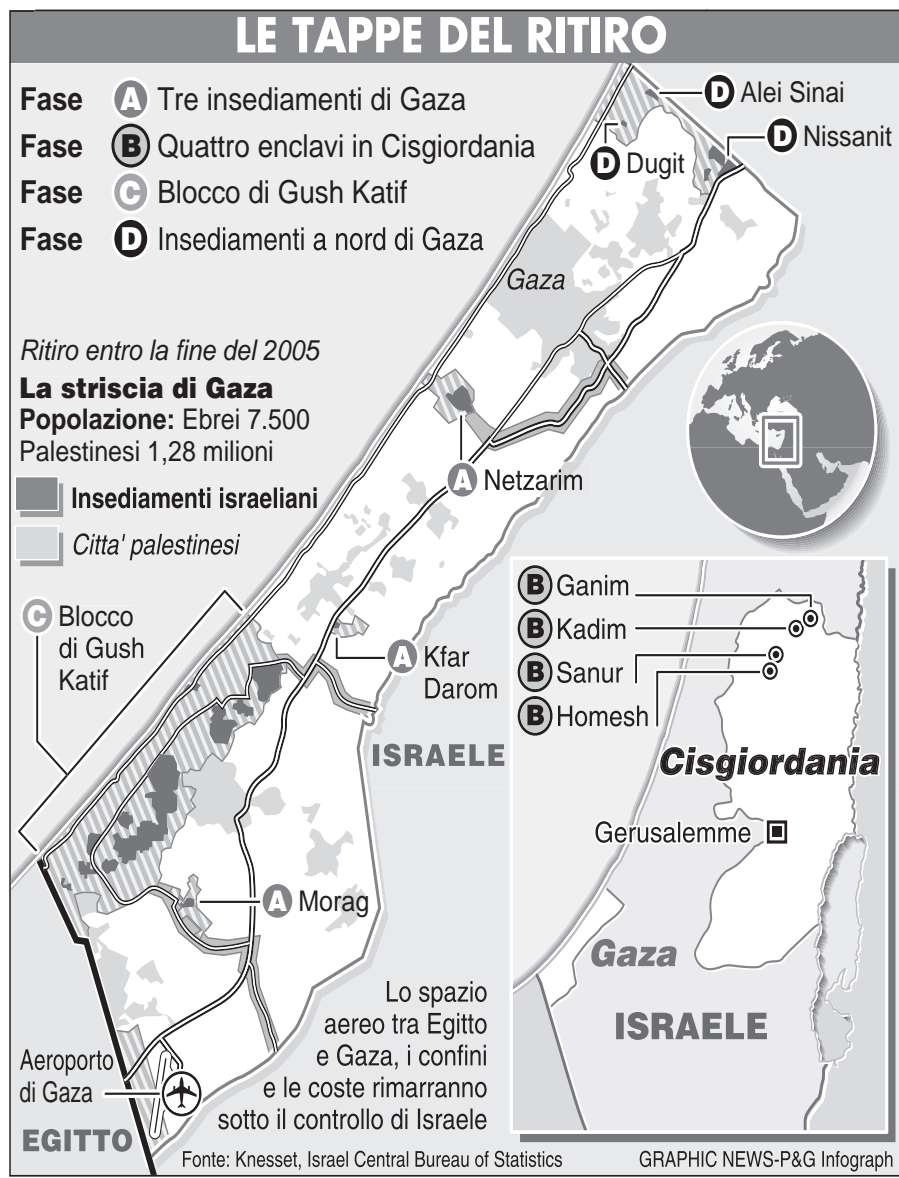 LE TAPPE DEL RITIRO
Fase A Tre insediamenti di Gaza
Fase B Quattro enclavi in Cisgiordania
Fase C Blocco di Gush Katif
Fase D Insediamenti a nord di Gaza
D Alei Sinai
D Nissanit
D Dugit
Gaza
Ritiro entro la fine del 2005
La striscia di Gaza
Popolazione: Ebrei 7.500
Palestinesi 1,28 milioni
Insediamenti israeliani
Citta' palestinesi
A Netzarim
C Blocco
di Gush
Katif
A Kfar
Darom
ISRAELE
A Morag
B Ganim
B Kadim
B Sanur
B Homesh
Cisgiordania
Gerusalemme
Gaza
ISRAELE
Lo spazio
aereo tra Egitto
e Gaza, i confini
e le coste rimarranno
sotto il controllo di Israele
Aeroporto
di Gaza
EGITTO
Fonte: Knesset, Israel Central Bureau of Statistics
GRAPHIC NEWS-P&G Infograph